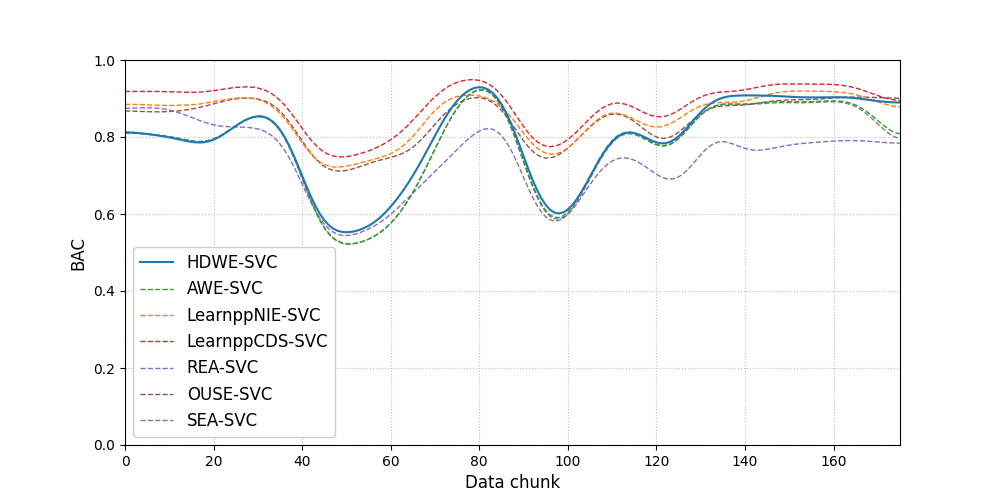 1.0
0.8
0.6
0.4
0.2
0.0
BAC
HDWE-SVC
AWE-SVC
LearnppNIE-SVC
LearnppCDS-SVC
REA-SVC
OUSE-SVC
SEA-SVC
0 20 40 60 80 100 120 140 160
Data chunk